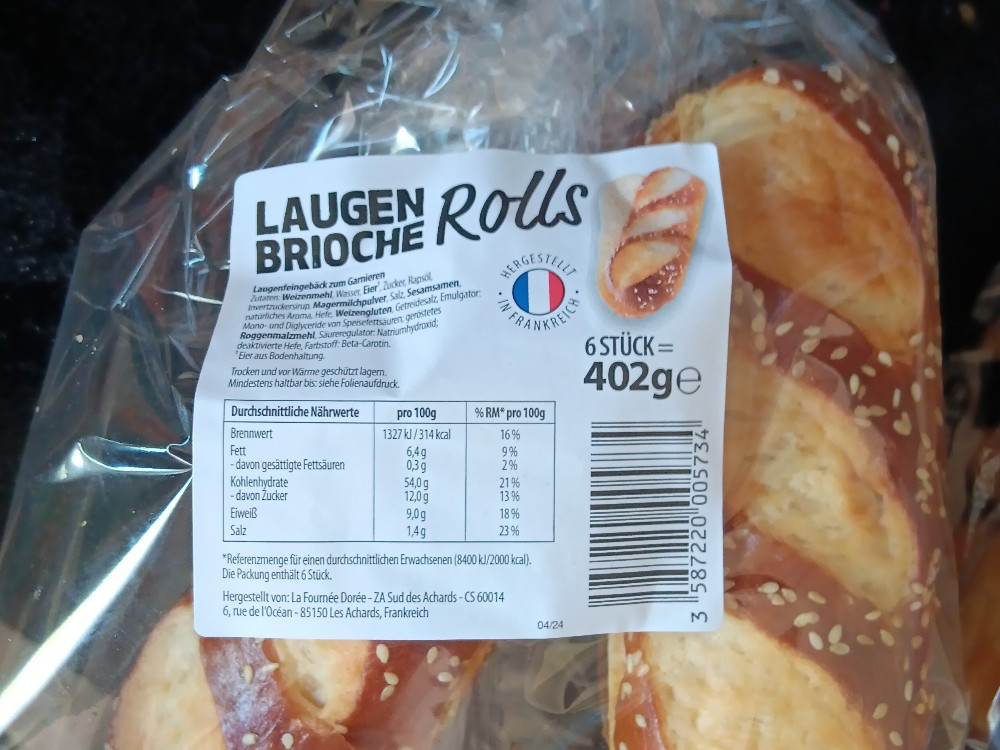 LAUGEN
BRIOCHE
Rolls
Laugenfeingebäck zum Garnieren
Zutaten: Weizenmehl, Wasser, Eier¹, Zucker, Rapsöl,
Invertzuckersirup, Magermilchpulver, Salz, Sesamsamen,
natürliches Aroma, Hefe, Weizengluten, Getreidesalz, Emulgator:
Mono- und Diglyceride von Speisefettsäuren; geröstetes
Roggenmalzmehl, Säureregulator: Natriumhydroxid;
deaktivierte Hefe, Farbstoff: Beta-Carotin.
¹Eier aus Bodenhaltung.
Trocken und vor Wärme geschützt lagern.
Mindestens haltbar bis: siehe Folienaufdruck.
HERGESTELLT
• IN FRANKREICH •
6 STÜCK =
402g℮
Durchschnittliche Nährwerte pro 100g % RM* pro 100g
Brennwert 1327 kJ / 314 kcal 16 %
Fett 6,4 g 9 %
- davon gesättigte Fettsäuren 0,3 g 2 %
Kohlenhydrate 54,0 g 21 %
- davon Zucker 12,0 g 13 %
Eiweiß 9,0 g 18 %
Salz 1,4 g 23 %
*Referenzmenge für einen durchschnittlichen Erwachsenen (8400 kJ/2000 kcal).
Die Packung enthält 6 Stück.
Hergestellt von: La Fournée Dorée - ZA Sud des Achards - CS 60014
6, rue de l'Océan - 85150 Les Achards, Frankreich
04/24
3 587220 005734